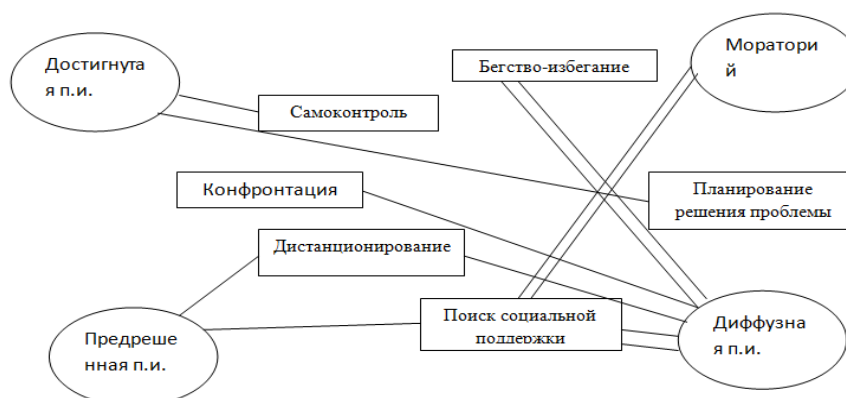 Достигнута
я п.и.
Бегство-избегание
Моратори
й
Самоконтроль
Конфронтация
Планирование
решения проблемы
Дистанционирование
Предреше
нная п.и.
Поиск социальной
поддержки
Диффузна
я п.и.